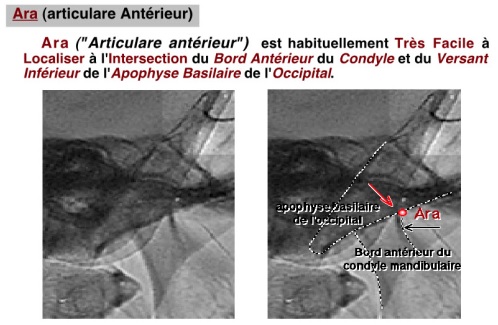 Ara (articulare Antérieur)
Ara ("Articulare antérieur") est habituellement Très Facile à
Localiser à l'Intersection du Bord Antérieur du Condyle et du Versant
Inférieur de l'Apophyse Basilaire de l'Occipital.
apophyse basilaire
de l'occipital
Ara
Bord antérieur du
condyle mandibulaire